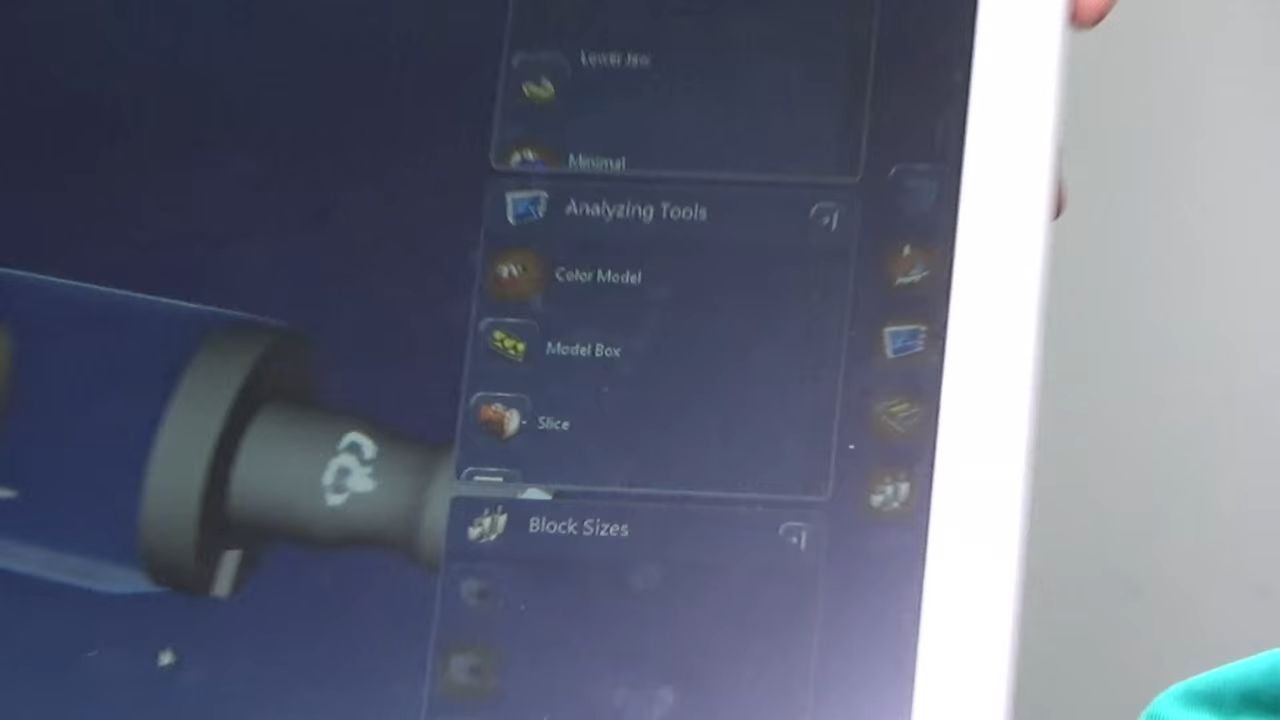 Lower Jaw
Minimal
Analyzing Tools
Color Model
Model Box
Slice
Block Sizes